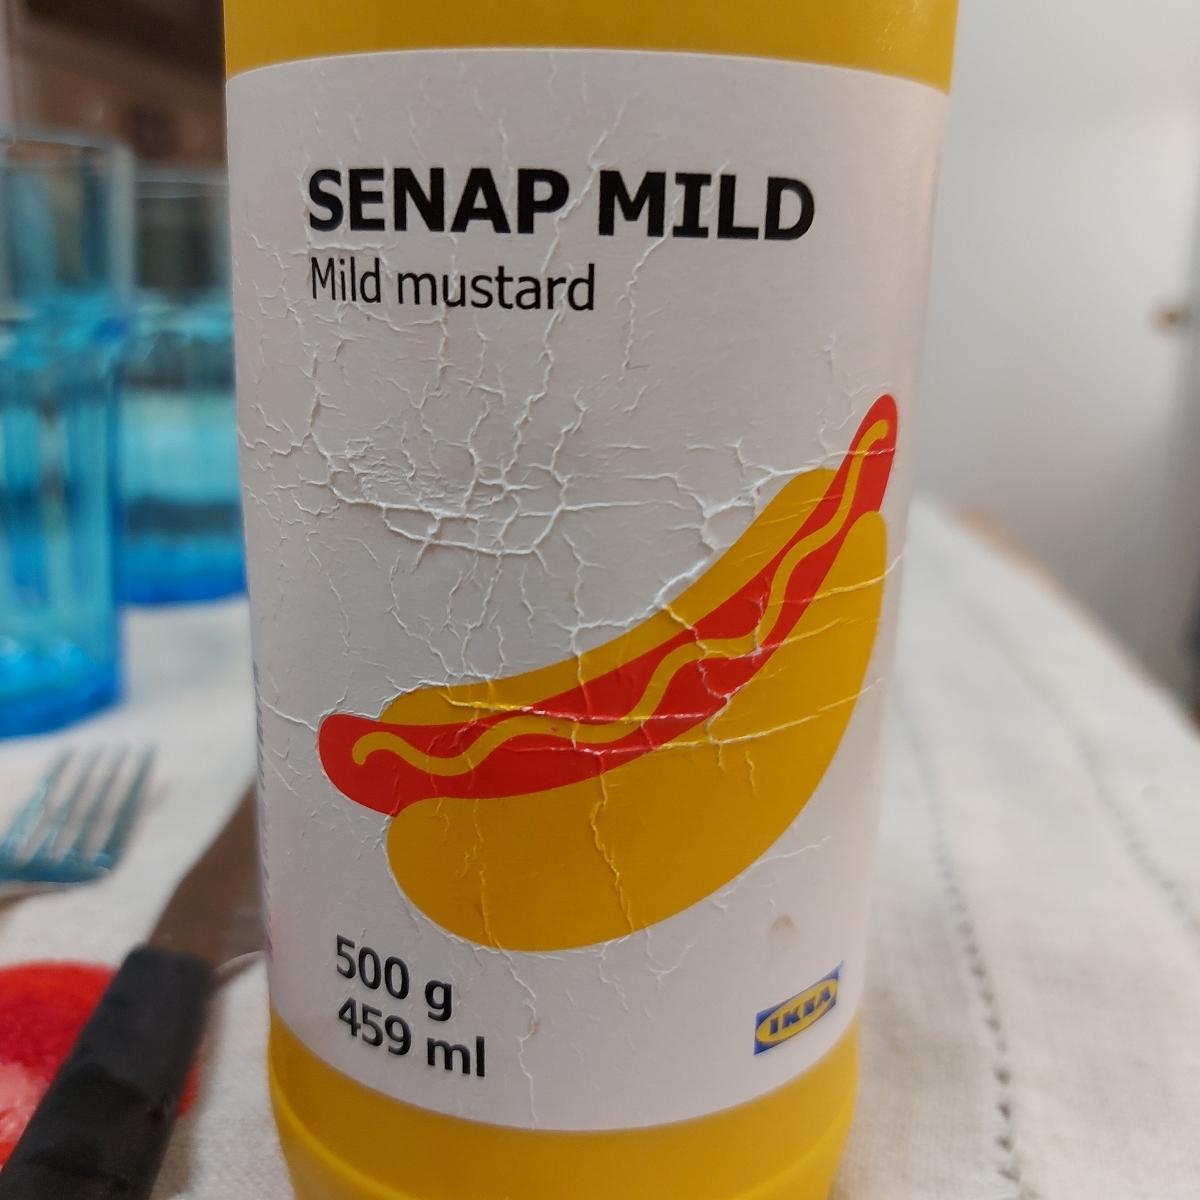 SENAP MILD
Mild mustard
500 g
459 ml
IKEA